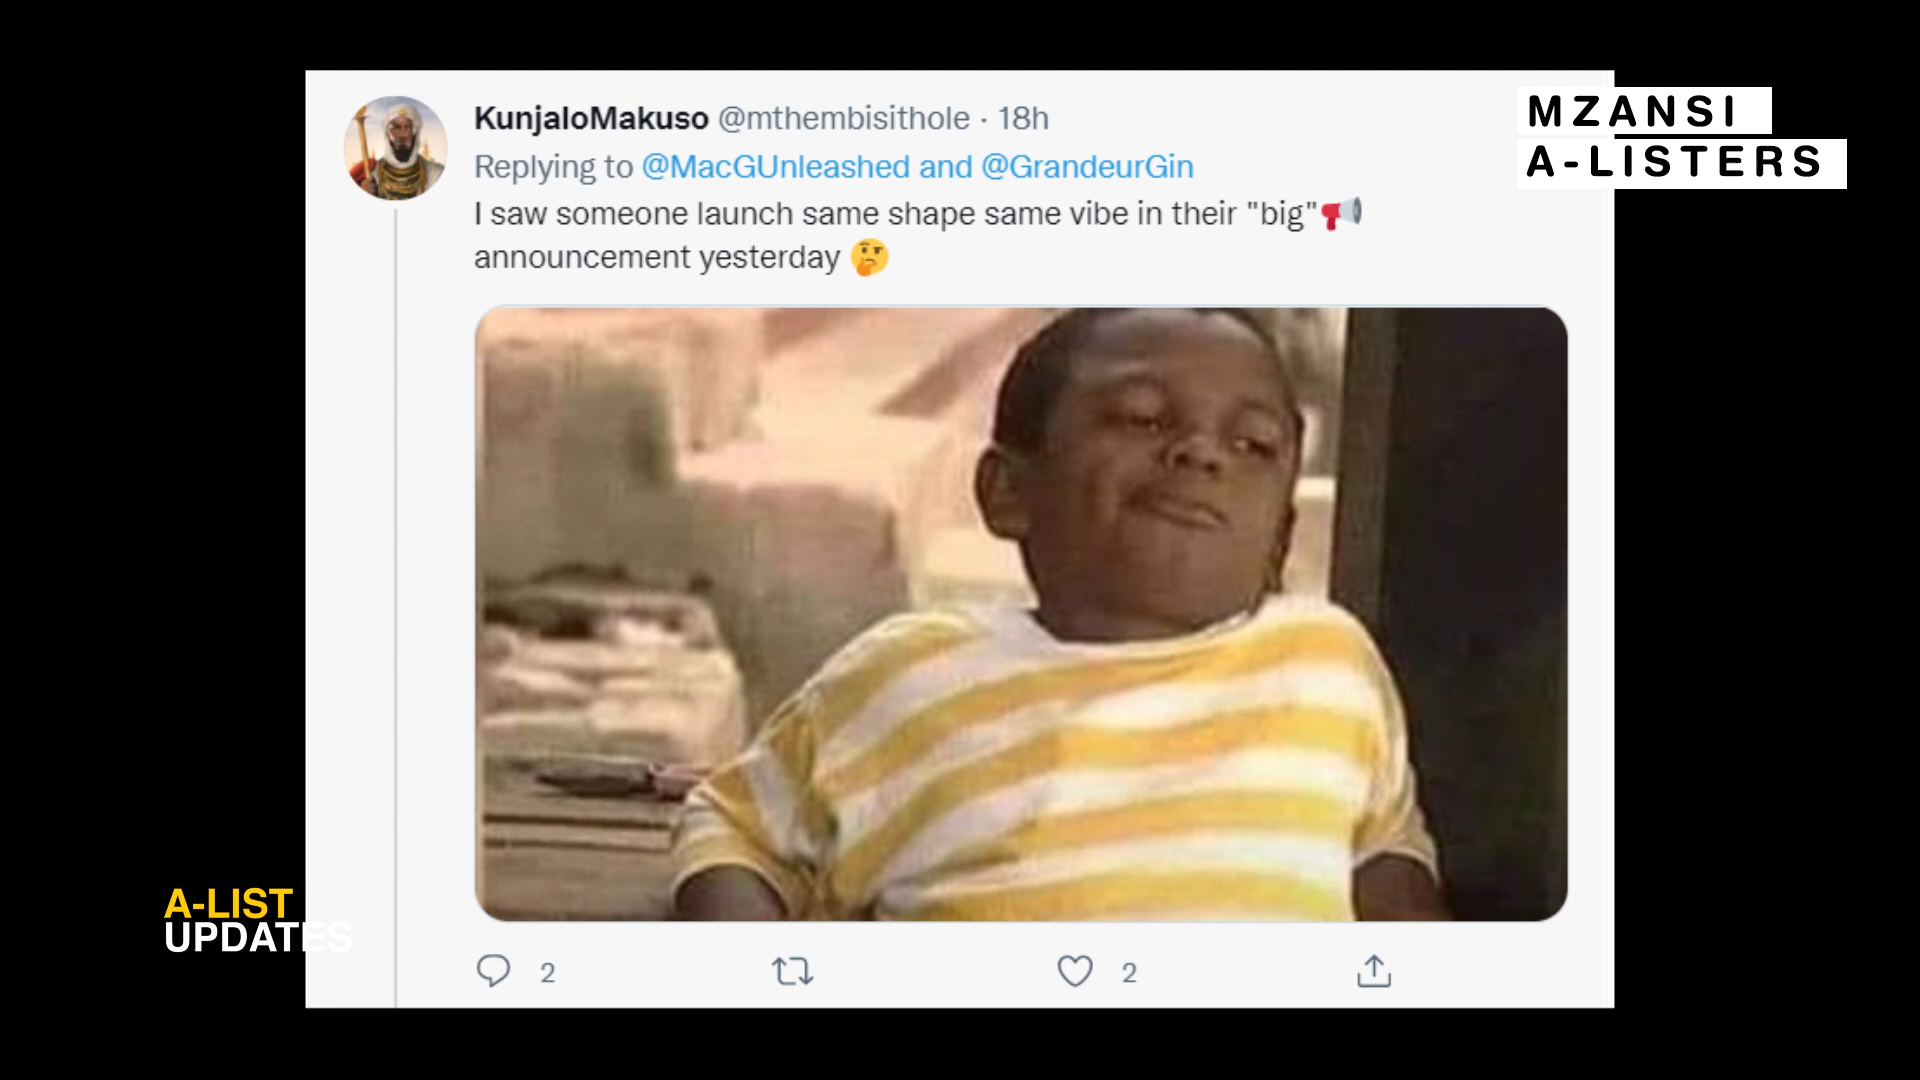 KunjaloMakuso @mthembisithole · 18h
Replying to @MacGUnleashed and @GrandeurGin
I saw someone launch same shape same vibe in their "big"📢
announcement yesterday 🤔
2
2
MZANSI
A-LISTERS
A-LIST
UPDATES